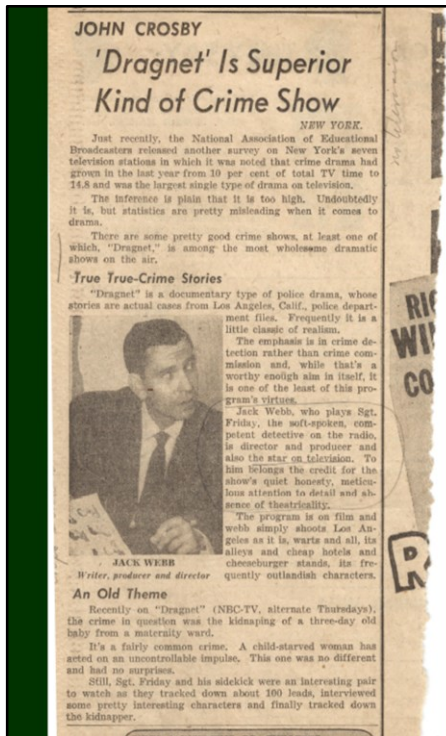 JOHN CROSBY
'Dragnet' Is Superior
Kind of Crime Show
NEW YORK.
Just recently, the National Association of Educational
Broadcasters released another survey on New York's seven
television stations in which it was noted that crime drama had
grown in the last year from 10 per cent of total TV time to
14.8 and was the largest single type of drama on television.
The inference is plain that it is too high. Undoubtedly
it is, but statistics are pretty misleading when it comes to
drama.
There are some pretty good crime shows, at least one of
which, "Dragnet," is among the most wholesome dramatic
shows on the air.
True True-Crime Stories
"Dragnet" is a documentary type of police drama, whose
stories are actual cases from Los Angeles, Calif., police depart-
ment files. Frequently it is a
little classic of realism.
The emphasis is in crime de-
tection rather than crime com-
mission and, while that's a
worthy enough aim in itself, it
is one of the least of this pro-
gram's virtues.
Jack Webb, who plays Sgt.
Friday, the soft-spoken, com-
petent detective on the radio,
is director and producer and
also the star on television. To
him belongs the credit for the
show's quiet honesty, meticu-
lous attention to detail and ab-
sence of theatricality.
The program is on film and
webb simply shoots Los An-
geles as it is, warts and all, its
alleys and cheap hotels and
cheeseburger stands, its fre-
quently outlandish characters.
JACK WEBB
Writer, producer and director
An Old Theme
Recently on "Dragnet" (NBC-TV, alternate Thursdays),
the crime in question was the kidnaping of a three-day old
baby from a maternity ward.
It's a fairly common crime. A child-starved woman has
acted on an uncontrollable impulse. This one was no different
and had no surprises.
Still, Sgt. Friday and his sidekick were an interesting pair
to watch as they tracked down about 100 leads, interviewed
some pretty interesting characters and finally tracked down
the kidnapper.
RIG
WI
CO
R